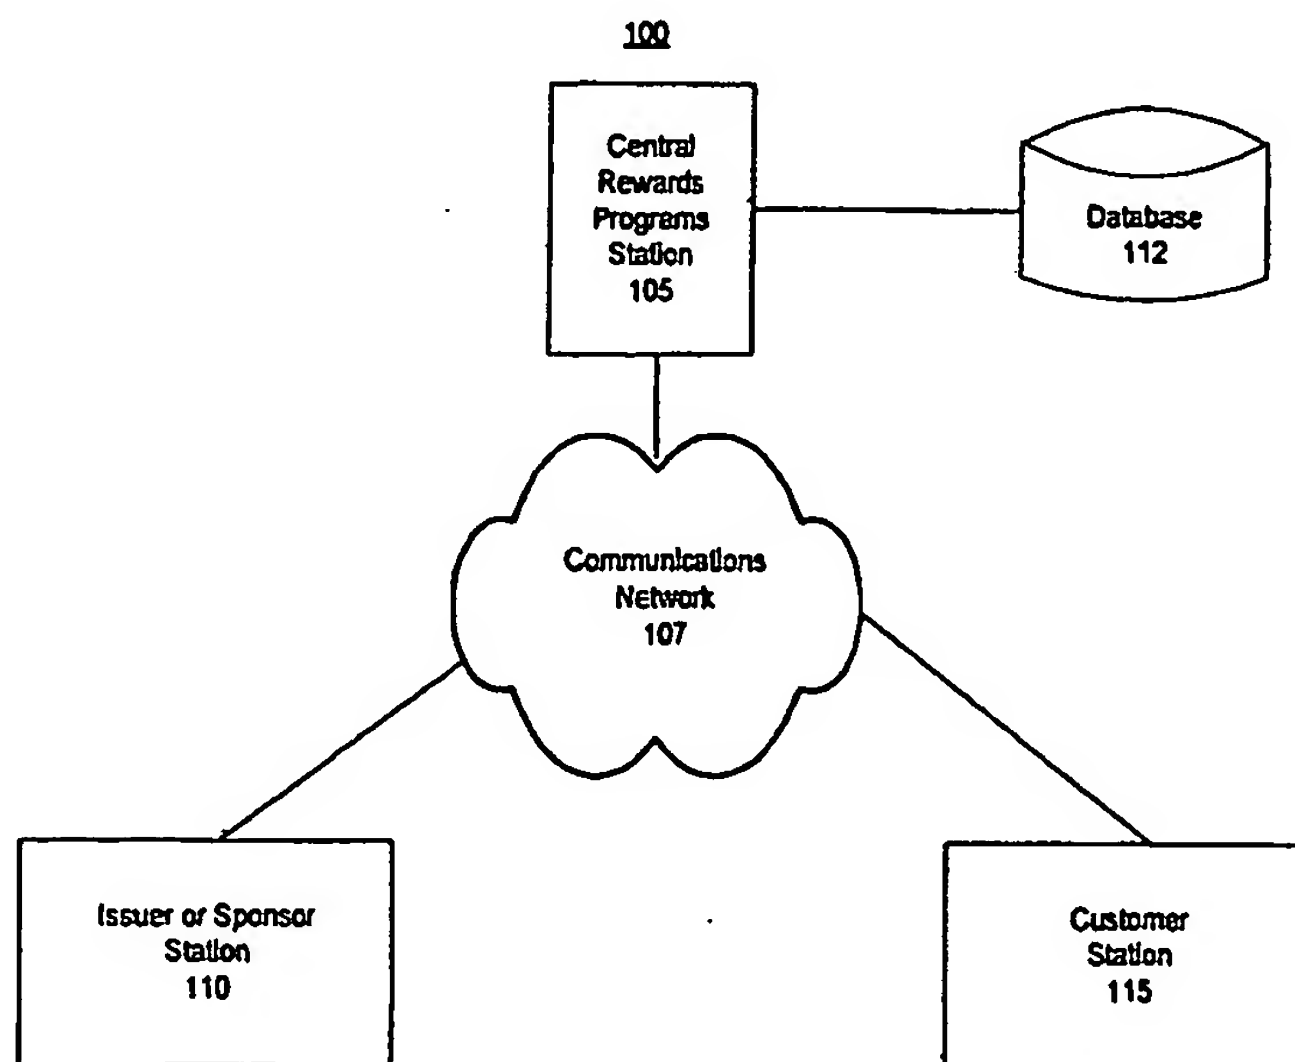 100
Central
Rewards
Programs
Station
105
Database
112
Communications
Network
107
Issuer or Sponsor
Station
110
Customer
Station
115